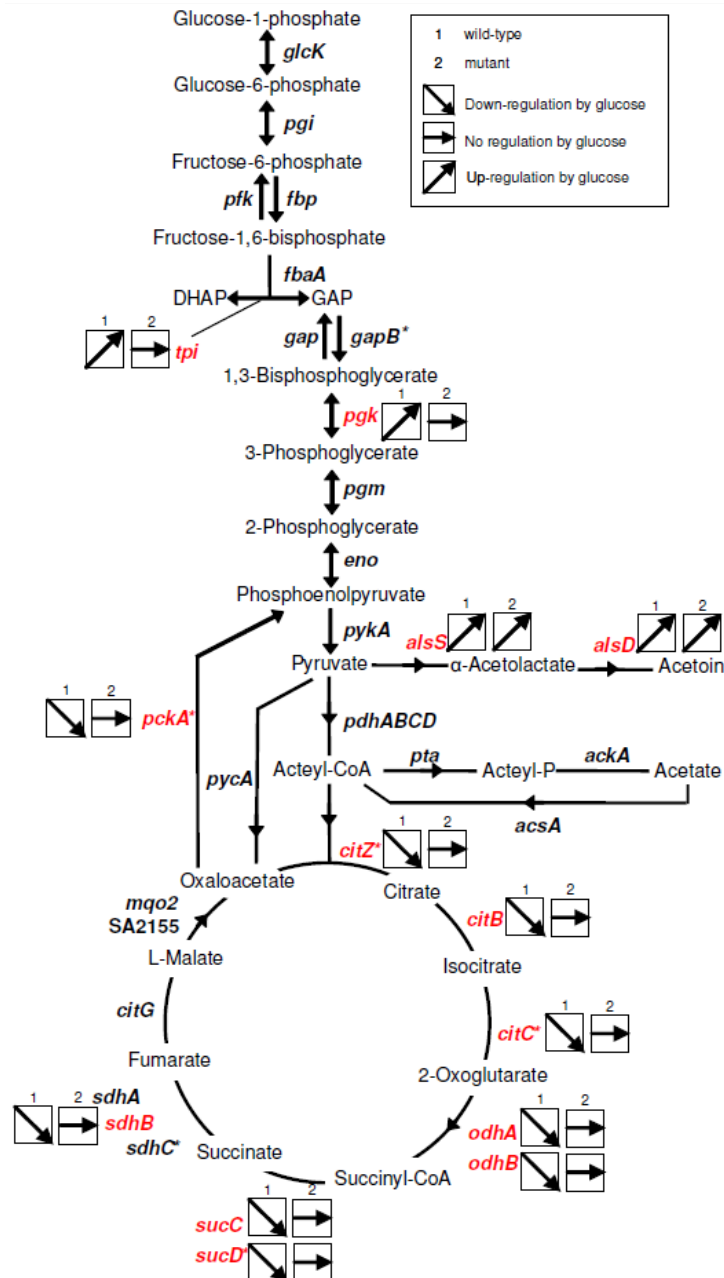 Glucose-1-phosphate
glcK
Glucose-6-phosphate
pgi
Fructose-6-phosphate
pfk fbp
Fructose-1,6-bisphosphate
fbaA
DHAP GAP
1 2
tpi
gap gapB*
1,3-Bisphosphoglycerate
pgk
1 2
3-Phosphoglycerate
pgm
2-Phosphoglycerate
eno
Phosphoenolpyruvate
pykA
1 2
alsS
1 2
alsD
Pyruvate α-Acetolactate Acetoin
1 2
pckA*
pdhABCD
pycA
Acteyl-CoA pta Acteyl-P ackA Acetate
acsA
citZ*
1 2
Oxaloacetate
Citrate
mqo2
SA2155
citB
1 2
L-Malate
Isocitrate
citG
citC*
1 2
Fumarate
2-Oxoglutarate
1 2
sdhA
sdhB
sdhC*
odhA
1 2
odhB
Succinate
Succinyl-CoA
1 2
sucC
sucD*
1 wild-type
2 mutant
Down-regulation by glucose
No regulation by glucose
Up-regulation by glucose